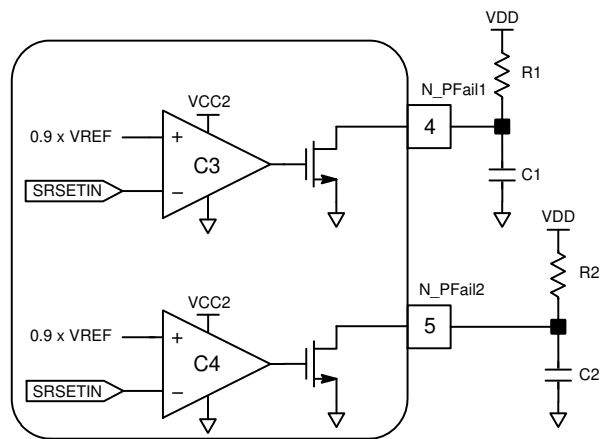 VDD
R1
N_PFail1
4
C1
VCC2
0.9 x VREF
+
C3
SRSETIN
−
VDD
R2
N_PFail2
5
C2
VCC2
0.9 x VREF
+
C4
SRSETIN
−